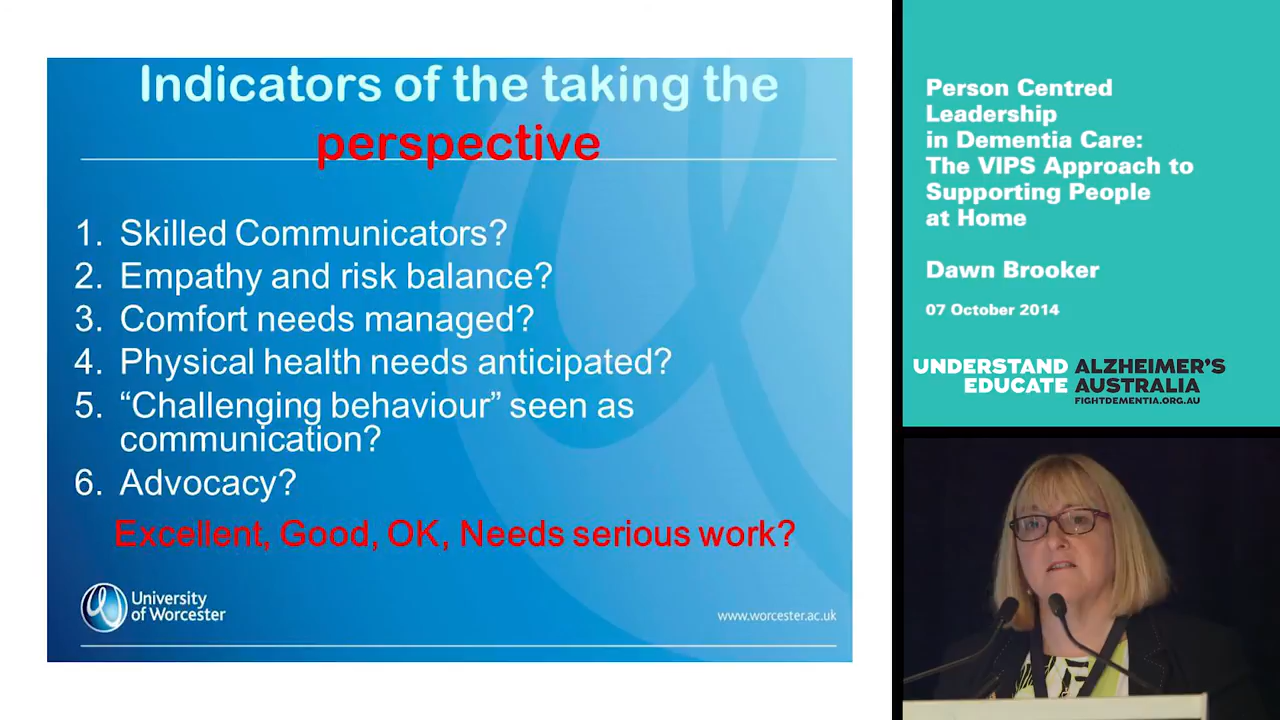 Indicators of the taking the
perspective
1. Skilled Communicators?
2. Empathy and risk balance?
3. Comfort needs managed?
4. Physical health needs anticipated?
5. “Challenging behaviour” seen as
communication?
6. Advocacy?
Excellent, Good, OK, Needs serious work?
University
of Worcester
www.worcester.ac.uk
Person Centred
Leadership
in Dementia Care:
The VIPS Approach to
Supporting People
at Home
Dawn Brooker
07 October 2014
UNDERSTAND
EDUCATE
ALZHEIMER'S
AUSTRALIA
FIGHTDEMENTIA.ORG.AU